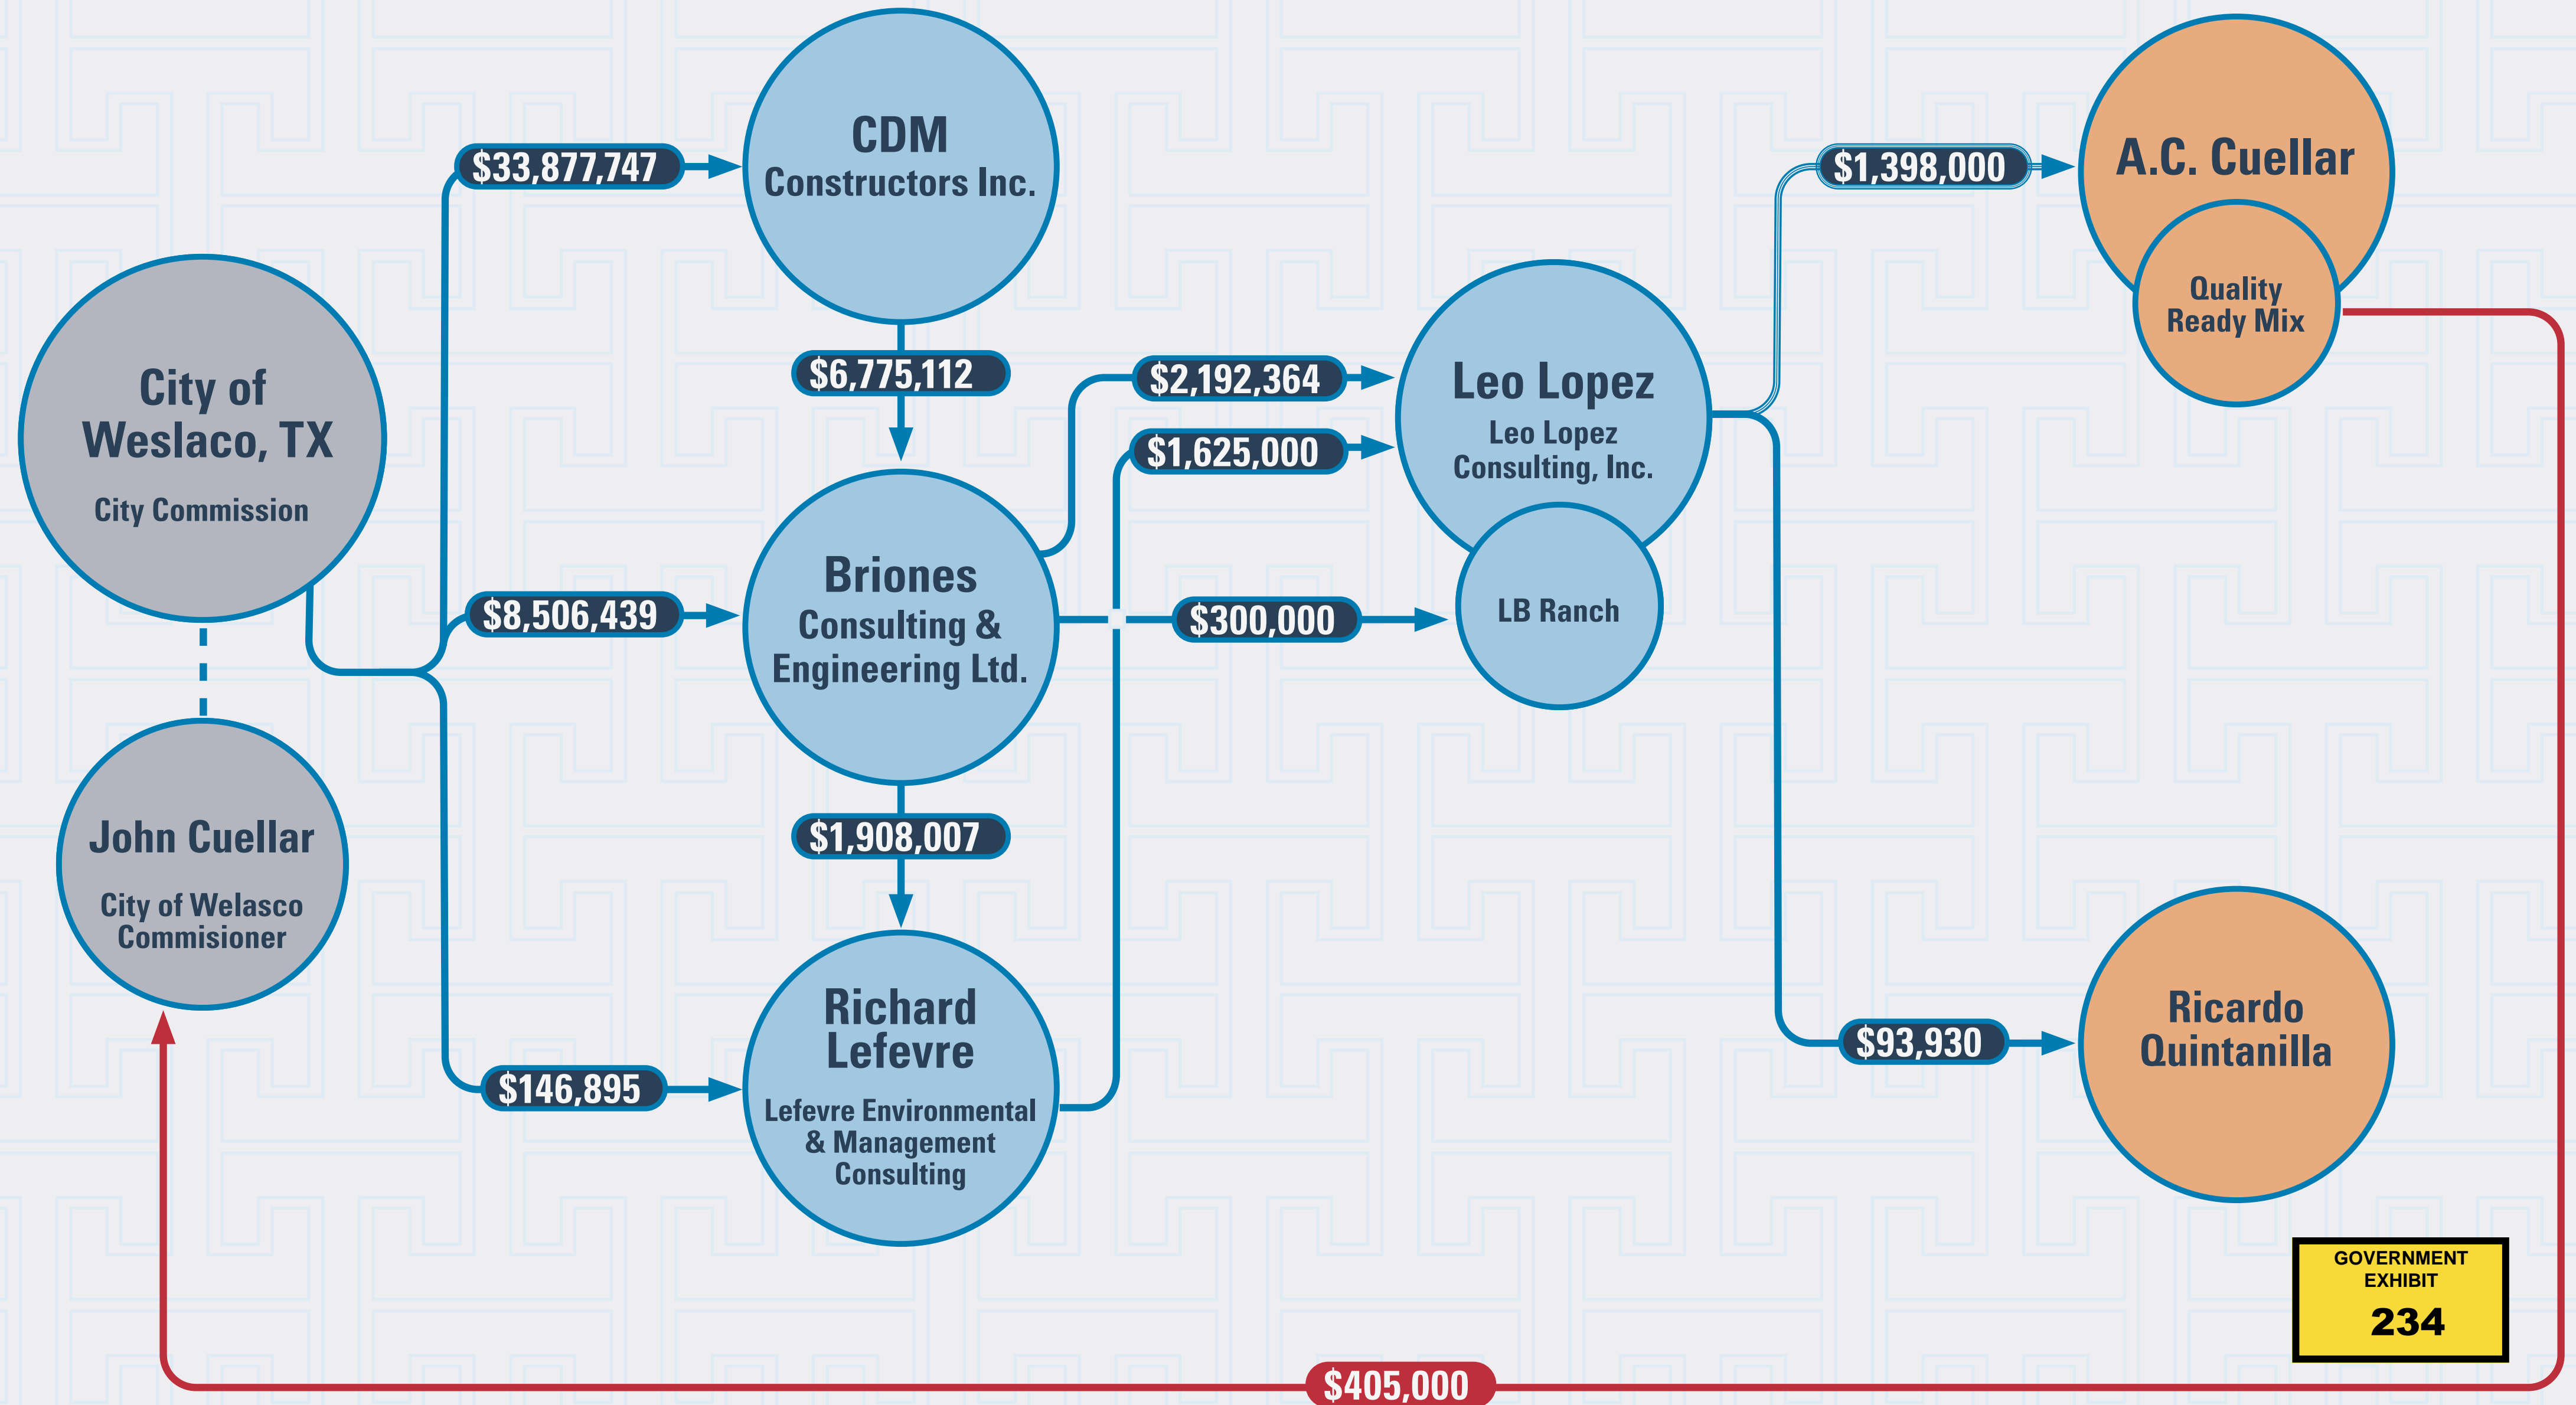 City of
Weslaco, TX
City Commission
John Cuellar
City of Welasco
Commisioner
$33,877,747
$8,506,439
$146,895
CDM
Constructors Inc.
$6,775,112
Briones
Consulting &
Engineering Ltd.
$1,908,007
Richard
Lefevre
Lefevre Environmental
& Management
Consulting
$2,192,364
$1,625,000
$300,000
Leo Lopez
Leo Lopez
Consulting, Inc.
LB Ranch
$1,398,000
$93,930
A.C. Cuellar
Quality
Ready Mix
Ricardo
Quintanilla
$405,000
GOVERNMENT
EXHIBIT
234